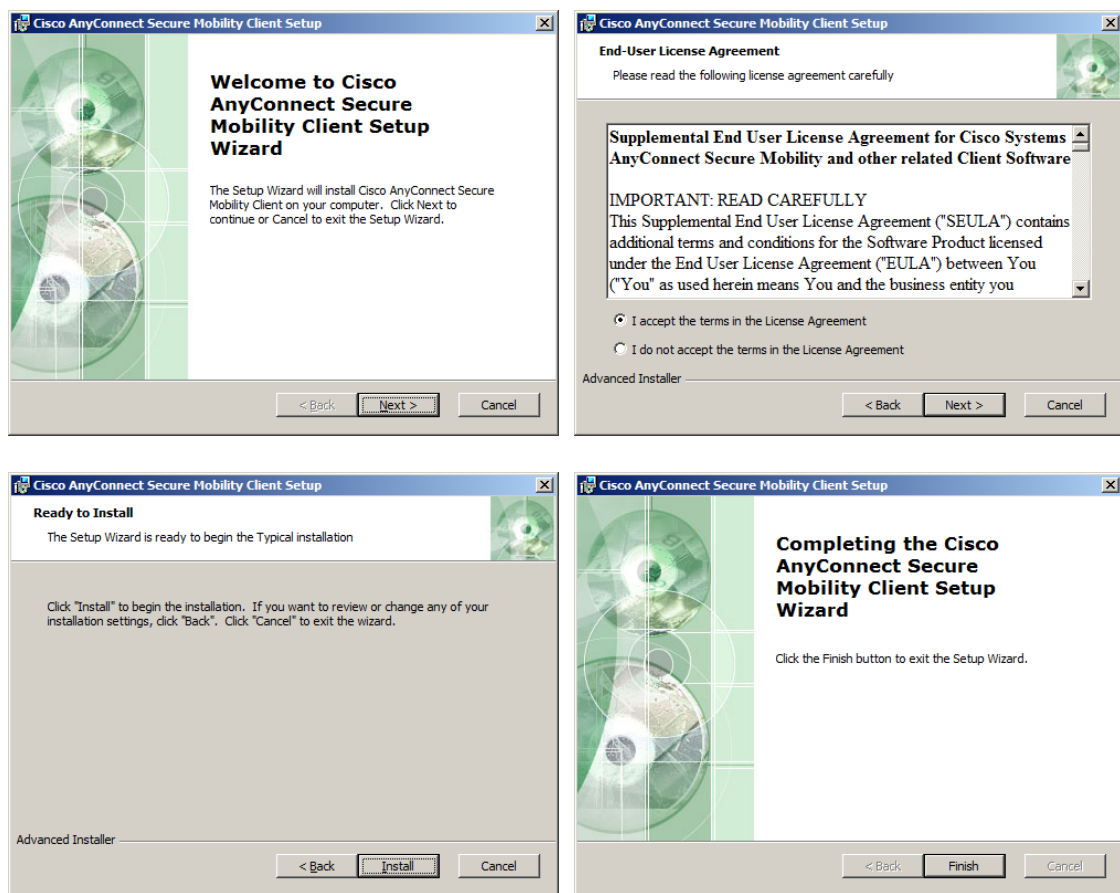 Cisco AnyConnect Secure Mobility Client Setup
Welcome to Cisco
AnyConnect Secure
Mobility Client Setup
Wizard
The Setup Wizard will install Cisco AnyConnect Secure
Mobility Client on your computer. Click Next to
continue or Cancel to exit the Setup Wizard.
< Back Next > Cancel
Cisco AnyConnect Secure Mobility Client Setup
End-User License Agreement
Please read the following license agreement carefully
Supplemental End User License Agreement for Cisco Systems
AnyConnect Secure Mobility and other related Client Software
IMPORTANT: READ CAREFULLY
This Supplemental End User License Agreement ("SEULA") contains
additional terms and conditions for the Software Product licensed
under the End User License Agreement ("EULA") between You
("You" as used herein means You and the business entity you
I accept the terms in the License Agreement
I do not accept the terms in the License Agreement
Advanced Installer
< Back Next > Cancel
Cisco AnyConnect Secure Mobility Client Setup
Ready to Install
The Setup Wizard is ready to begin the Typical installation
Click "Install" to begin the installation. If you want to review or change any of your
installation settings, click "Back". Click "Cancel" to exit the wizard.
Advanced Installer
< Back Install Cancel
Cisco AnyConnect Secure Mobility Client Setup
Completing the Cisco
AnyConnect Secure
Mobility Client Setup
Wizard
Click the Finish button to exit the Setup Wizard.
< Back Finish Cancel